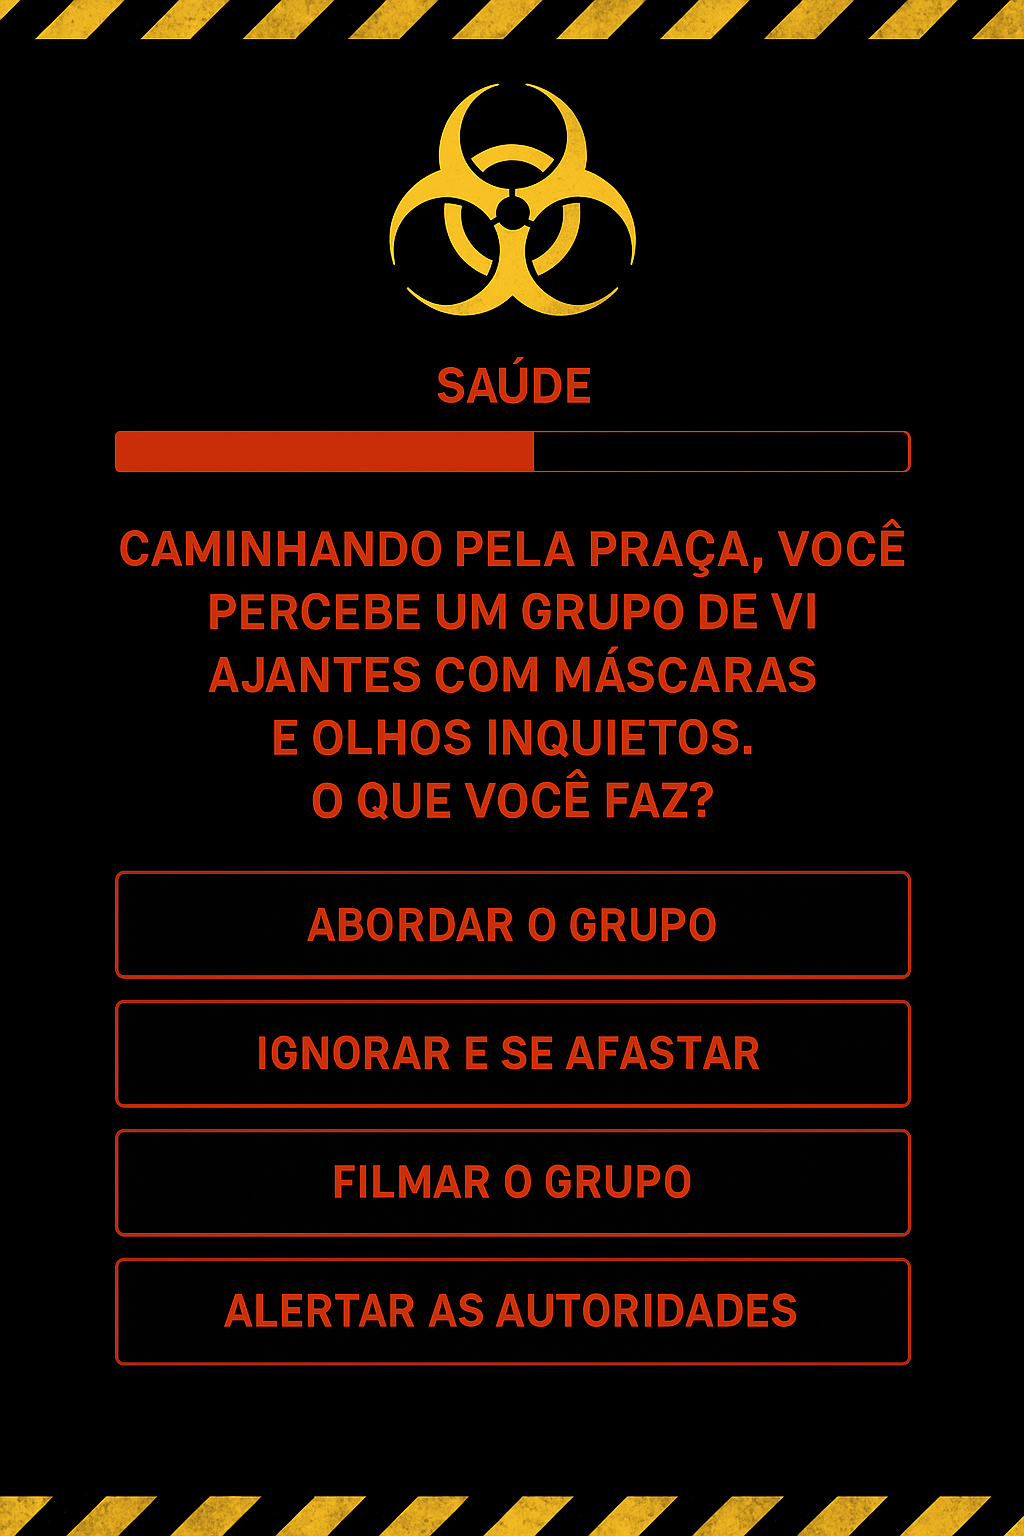 SAÚDE
CAMINHANDO PELA PRAÇA, VOCÊ
PERCEBE UM GRUPO DE VI
AJANTES COM MÁSCARAS
E OLHOS INQUIETOS.
O QUE VOCÊ FAZ?
ABORDAR O GRUPO
IGNORAR E SE AFASTAR
FILMAR O GRUPO
ALERTAR AS AUTORIDADES